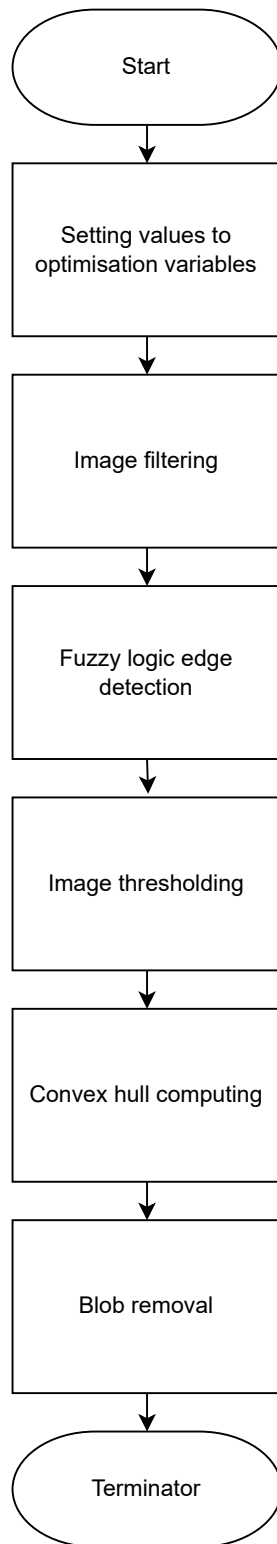 Start
Setting values to
optimisation variables
Image filtering
Fuzzy logic edge
detection
Image thresholding
Convex hull computing
Blob removal
Terminator